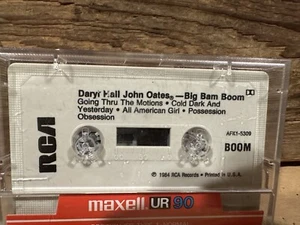 Daryl Hall John Oates®—Big Bam Boom
Going Thru The Motions • Cold Dark And
Yesterday • All American Girl • Possession
Obsession
RCA
AFK1-5309
BOOM
℗ 1984 RCA Records • Printed in U.S.A.
maxell UR 90